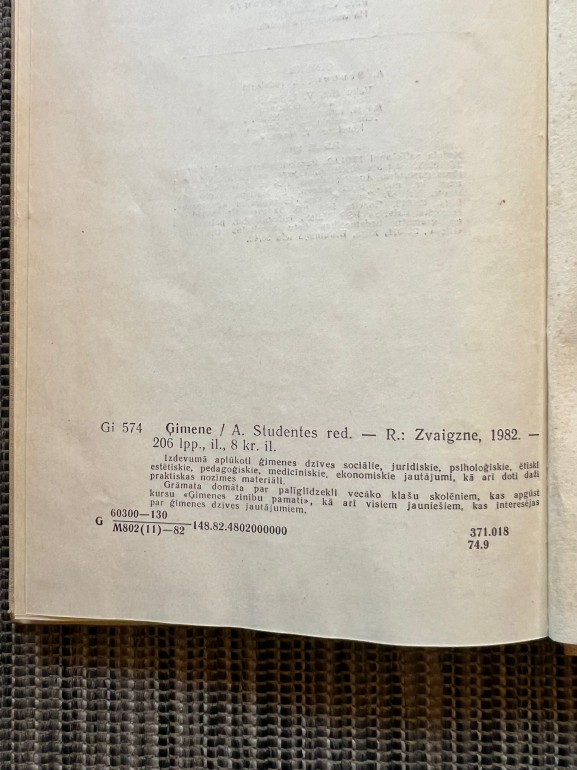 Gi 574 Ģimene / A. Studentes red. — R.: Zvaigzne, 1982. —
206 lpp., il., 8 kr. il.
Izdevumā aplūkoti ģimenes dzīves sociālie, juridiskie, psiholoģiskie, ētiski
estētiskie, pedagoģiskie, medicīniskie, ekonomiskie jautājumi, kā arī doti daži
praktiskas nozīmes materiāli.
Grāmata domāta par palīglīdzekli vecāko klašu skolēniem, kas apgūst
kursu «Ģimenes zinību pamati», kā arī visiem jauniešiem, kas interesējas
par ģimenes dzīves jautājumiem.
G 60300—130
M802(11)—82 —148.82.4802000000
371.018
74.9